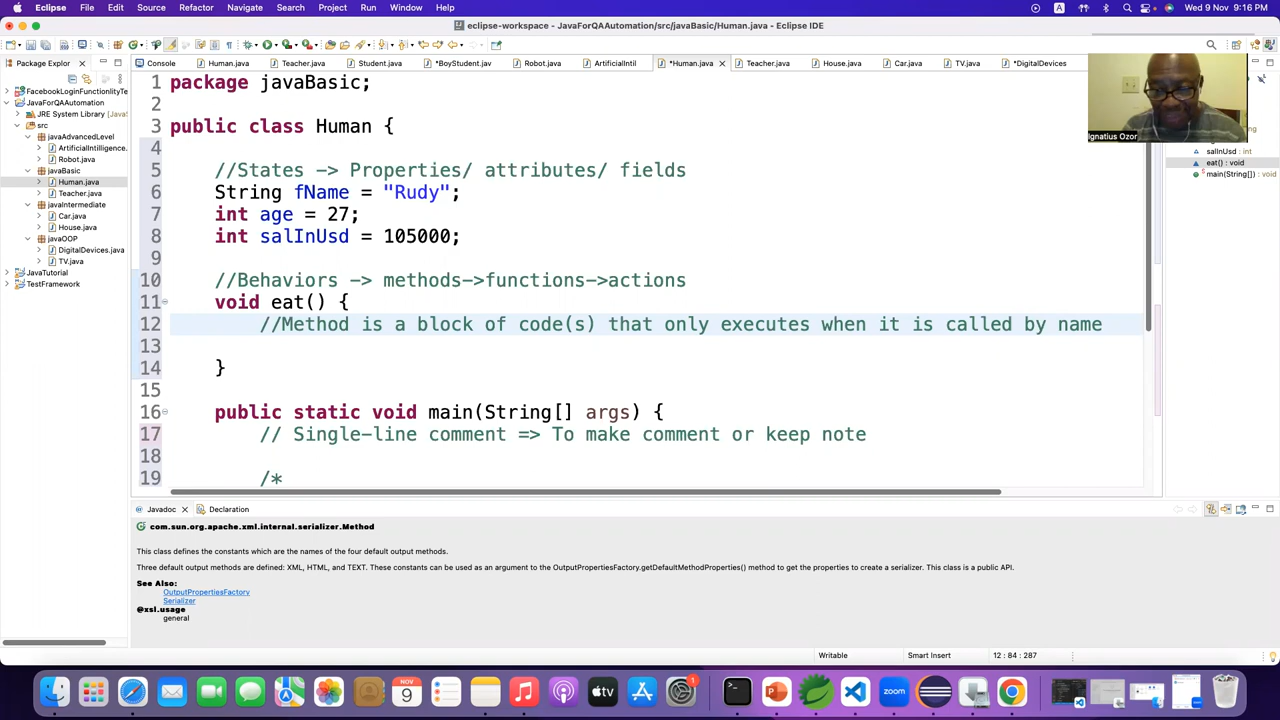 Eclipse File Edit Source Refactor Navigate Search Project Run Window Help
Wed Nov 9 9:16 PM
eclipse-workspace - JavaForQAAutomation/src/javaBasic/Human.java - Eclipse IDE
Package Explor
Console Human.java Teacher.java Student.java *BoyStudent.jav Robot.java ArtificialIntil *Human.java Teacher.java House.java Car.java TV.java *DigitalDevices
FacebookLoginFunctionlityTe
JavaForQAAutomation
JRE System Library [Java
src
javaAdvancedLevel
ArtificialIntilligence.
Robot.java
javaBasic
Human.java
Teacher.java
javaIntermediate
Car.java
House.java
javaOOP
DigitalDevices.java
TV.java
JavaTutorial
TestFramework
1 package javaBasic;
2
3 public class Human {
4
5 //States -> Properties/ attributes/ fields
6 String fName = "Rudy";
7 int age = 27;
8 int salInUsd = 105000;
9
10 //Behaviors -> methods->functions->actions
11 void eat() {
12 //Method is a block of code(s) that only executes when it is called by name
13
14 }
15
16 public static void main(String[] args) {
17 // Single-line comment => To make comment or keep note
18
19 /*
Ignatius Ozor
salInUsd : int
eat() : void
main(String[]) : vo
Javadoc Declaration
com.sun.org.apache.xml.internal.serializer.Method
This class defines the constants which are the names of the four default output methods.
Three default output methods are defined: XML, HTML, and TEXT. These constants can be used as an argument to the OutputPropertiesFactory.getDefaultMethodProperties() method to get the properties to create a serializer. This class is a public API.
See Also:
OutputPropertiesFactory
Serializer
@xsl.usage
general
Writable Smart Insert 12 : 84 : 287
NOV
9
tv
1
zoom